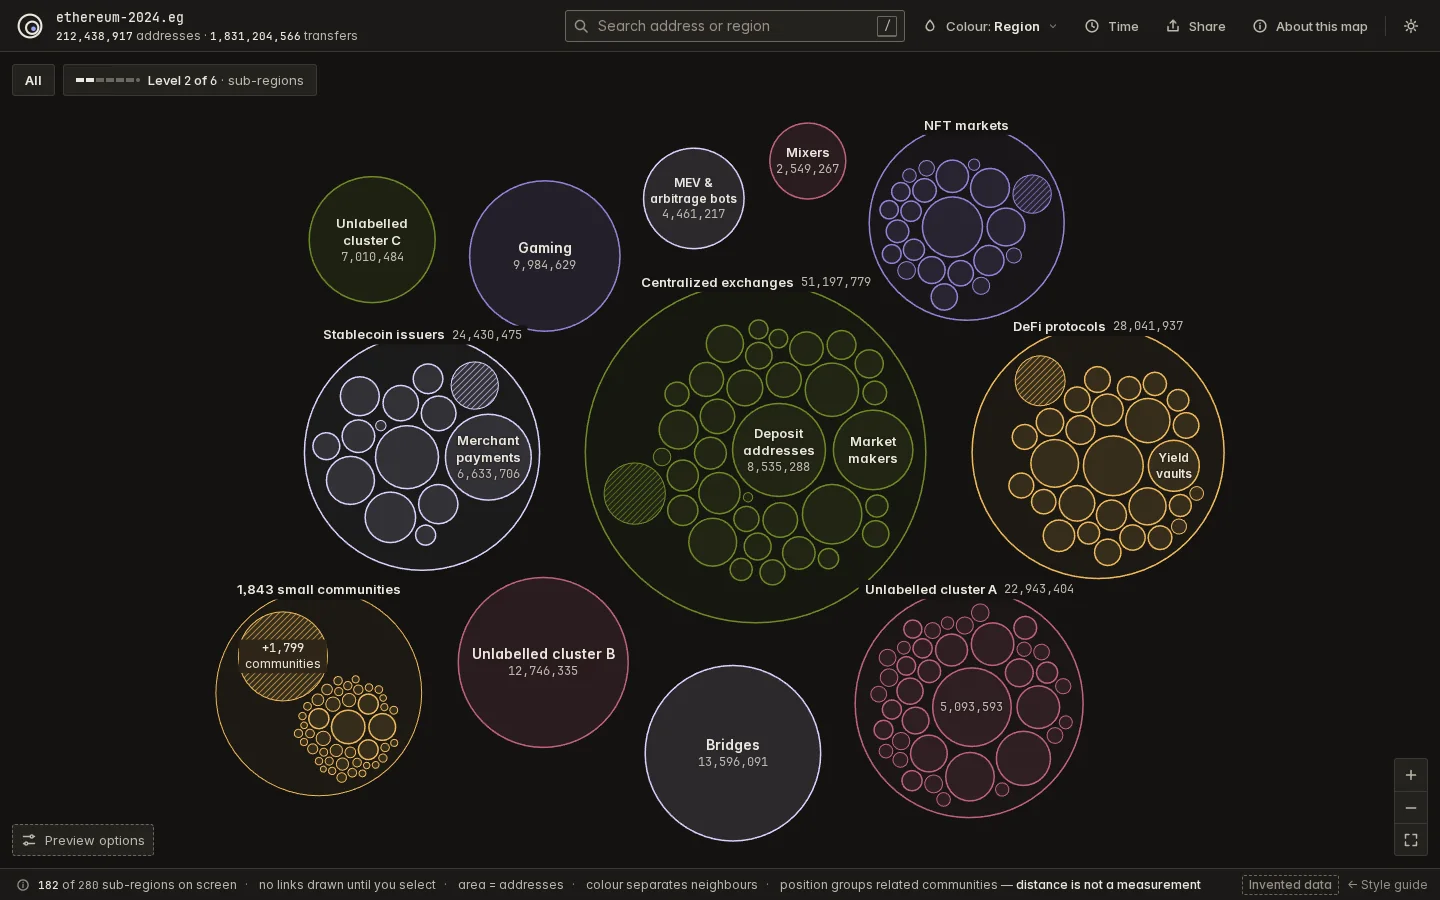 ethereum-2024.eg
212,438,917 addresses · 1,831,204,566 transfers
Search address or region
/
Colour: Region
Time
Share
About this map
All
Level 2 of 6 · sub-regions
NFT markets
Mixers
2,549,267
MEV &
arbitrage bots
4,461,217
Unlabelled
cluster C
7,010,484
Gaming
9,984,629
Centralized exchanges 51,197,779
Stablecoin issuers 24,430,475
DeFi protocols 28,041,937
Merchant
payments
6,633,706
Deposit
addresses
8,535,288
Market
makers
Yield
vaults
1,843 small communities
+1,799
communities
Unlabelled cluster B
12,746,335
Unlabelled cluster A 22,943,404
5,093,593
Bridges
13,596,091
+
−
Preview options
182 of 280 sub-regions on screen · no links drawn until you select · area = addresses · colour separates neighbours · position groups related communities — distance is not a measurement
Invented data
← Style guide